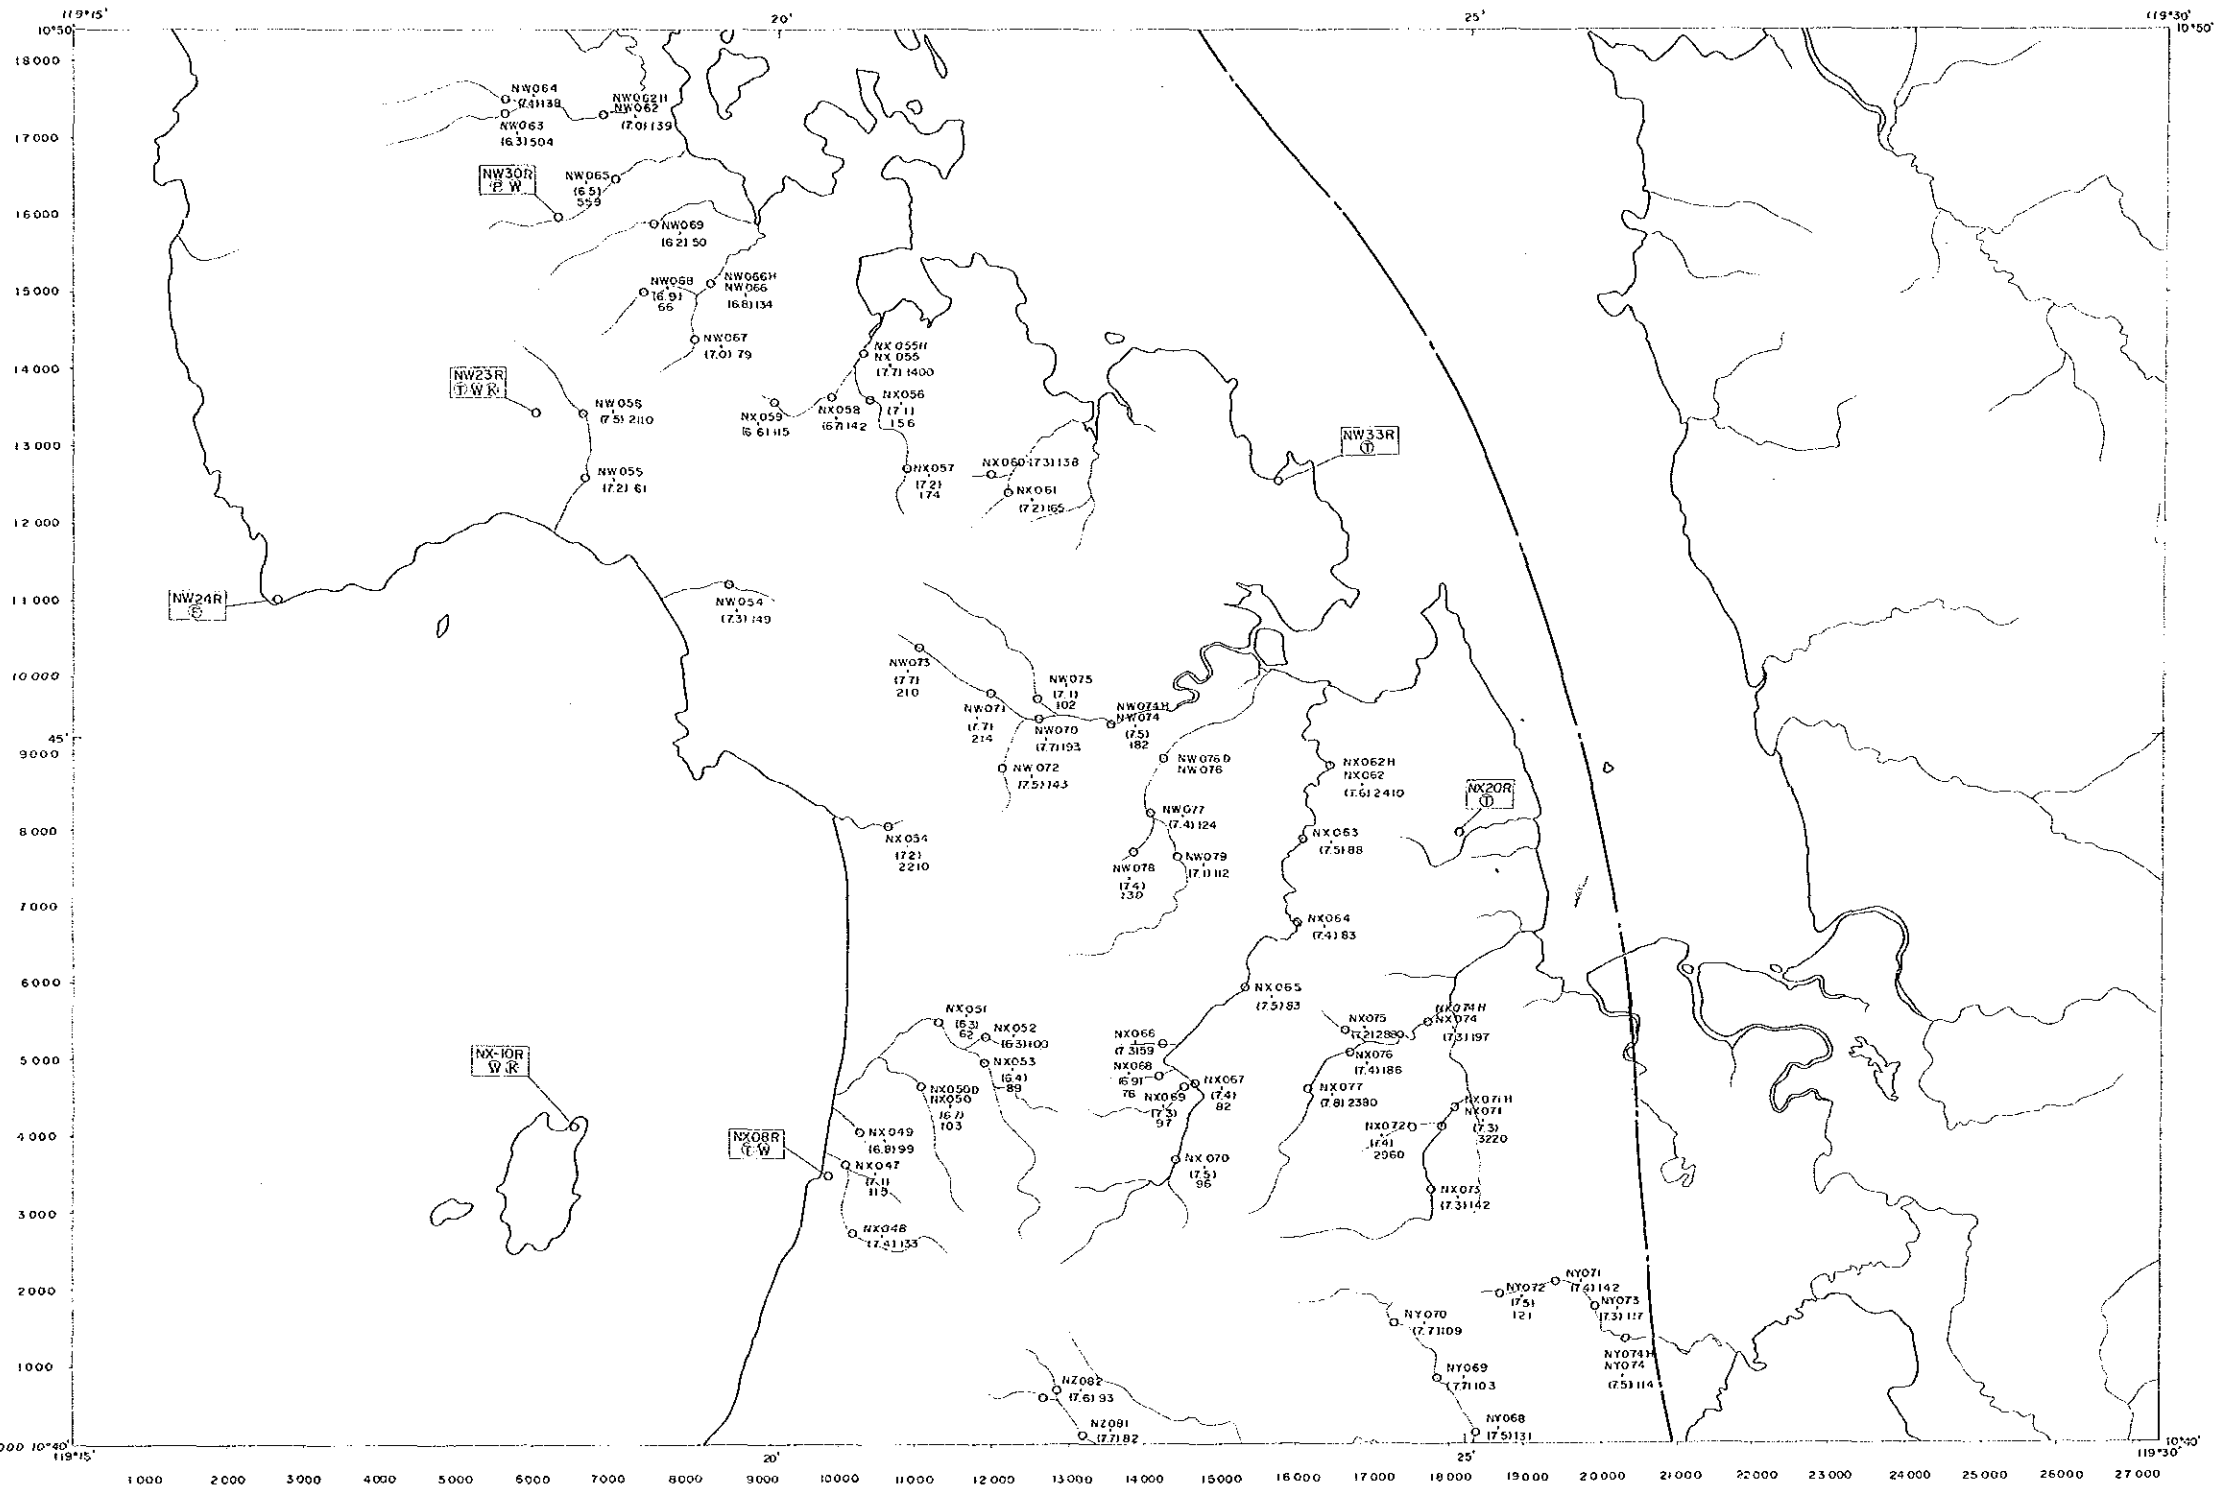 119°15'
20'
25'
119°30'
10°50'
10°50'
18000
17000
16000
15000
14000
13000
12000
11000
10000
45'
9000
8000
7000
6000
5000
4000
3000
2000
1000
NW064
(7.4)138
NW063
(6.3)504
NW062H
NW062
(7.0)139
NW30R
W
NW065
(6.5)
559
NW069
(6.2)50
NW068
(6.9)
66
NW066H
NW066
(6.8)134
NW067
(7.0) 79
NW23R
Ⓣ W K
NW056
(7.5) 2110
NW055
(7.2) 61
NX055H
NX055
(7.7) 1400
NX056
(7.1)
156
NX058
(6.7)142
NX059
(6.6)115
NX057
(7.2)
174
NX060(7.3)138
NX061
(7.2)165
NW33R
Ⓣ
NW24R
NW054
(7.3) 149
NW073
(7.7)
210
NW071
(7.7)
214
NW075
(7.1)
102
NW070
(7.7)193
NW074H
NW074
(7.5)
182
NW072
(7.5)143
NW076D
NW076
NW077
(7.4)124
NW078
(7.4)
130
NW079
(7.1)112
NX062H
NX062
(7.6)2410
NX20R
Ⓣ
NX063
(7.5)88
NX054
(7.2)
2210
NX064
(7.4) 83
NX065
(7.5)83
NX051
(6.3)
62
NX052
(6.3)100
NX053
(6.4)
89
NX050D
NX050
(6.7)
103
NX066
(7.3)59
NX068
(6.9)
76
NX069
(7.3)
97
NX067
(7.4)
82
NX070
(7.5)
96
NX075
(7.2)2880
NX074H
NX074
(7.3)197
NX076
(7.4)186
NX077
(7.8)2380
NX071H
NX071
(7.3)
3220
NX072
(7.4)
2960
NX073
(7.3)142
NX-10R
W K
NX08R
W
NX049
(6.8)99
NX047
(7.1)
NX048
(7.4)133
NY072
(7.5)
121
NY071
(7.4)142
NY073
(7.3)117
NY070
(7.7)109
NY069
(7.7)103
NY074H
NY074
(7.5)114
NY068
(7.5)131
NZ082
(7.6) 93
NZ081
(7.7)82
10°40'
10°40'
119°15'
20'
25'
119°30'
1000 2000 3000 4000 5000 6000 7000 8000 9000 10000 11000 12000 13000 14000 15000 16000 17000 18000 19000 20000 21000 22000 23000 24000 25000 26000 27000